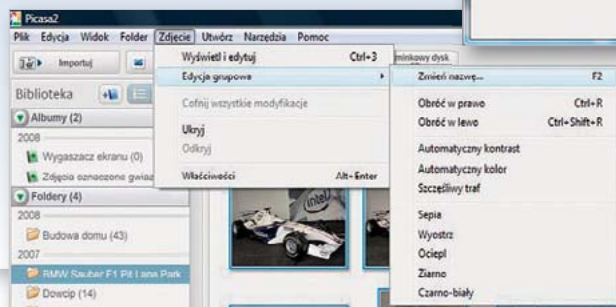 Picasa2
Plik Edycja Widok Folder Zdjęcie Utwórz Narzędzia Pomoc
Importuj
Wyświetl i edytuj Ctrl+3
Edycja grupowa
Cofnij wszystkie modyfikacje
Ukryj
Odkryj
Właściwości Alt+Enter
dysk
Zmień nazwę... F2
Obróć w prawo Ctrl+R
Obróć w lewo Ctrl+Shift+R
Automatyczny kontrast
Automatyczny kolor
Szczęśliwy traf
Sepia
Wyostrz
Ociepl
Ziarno
Czarno-biały
Biblioteka
Albumy (2)
2008
Wygaszacz ekranu (0)
Zdjęcia oznaczone gwiaz
Foldery (4)
2008
Budowa domu (43)
2007
BMW Sauber F1 Pit Lane Park
Dowcip (14)
intel